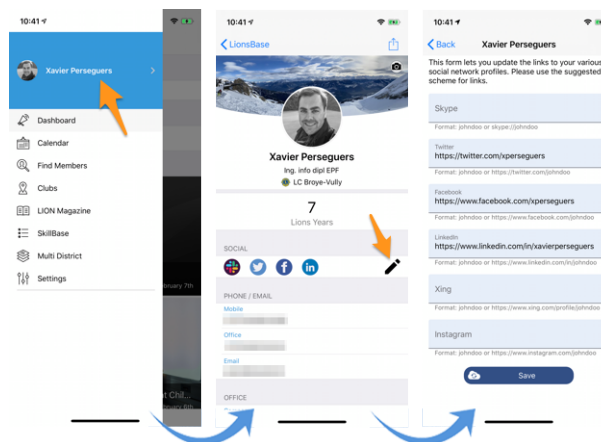 10:41
Xavier Perseguers
Dashboard
Calendar
Find Members
Clubs
LION Magazine
SkillBase
Multi District
Settings
bruary 7th
t Chil...
10:41
LionsBase
Xavier Perseguers
Ing. info dipl EPF
LC Broye-Vully
7
Lions Years
SOCIAL
PHONE / EMAIL
Mobile
Office
Email
OFFICE
10:41
Back
Xavier Perseguers
This form lets you update the links to your various
social network profiles. Please use the suggested
scheme for links.
Skype
Format: johndoo or skype://johndoo
Twitter
https://twitter.com/xperseguers
Format: johndoo or https://twitter.com/johndoo
Facebook
https://www.facebook.com/xperseguers
Format: johndoo or https://www.facebook.com/johndoo
LinkedIn
https://www.linkedin.com/in/xavierperseguers
Format: johndoo or https://www.linkedin.com/in/johndoo
Xing
Format: johndoo or https://www.xing.com/profile/johndoo
Instagram
Format: johndoo or https://www.instagram.com/johndoo
Save